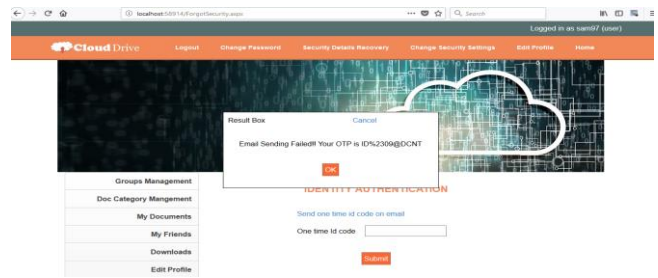 localhost:58914/ForgotSecurity.aspx
Search
Logged in as sam97 (user)
Cloud Drive Logout Change Password Security Details Recovery Change Security Settings Edit Profile Home
Result Box Cancel
Email Sending Failed!! Your OTP is ID%2309@DCNT
OK
Groups Management
IDENTITY AUTHENTICATION
Doc Category Mangement
My Documents
Send one time id code on email
My Friends
One time Id code
Downloads
Submit
Edit Profile